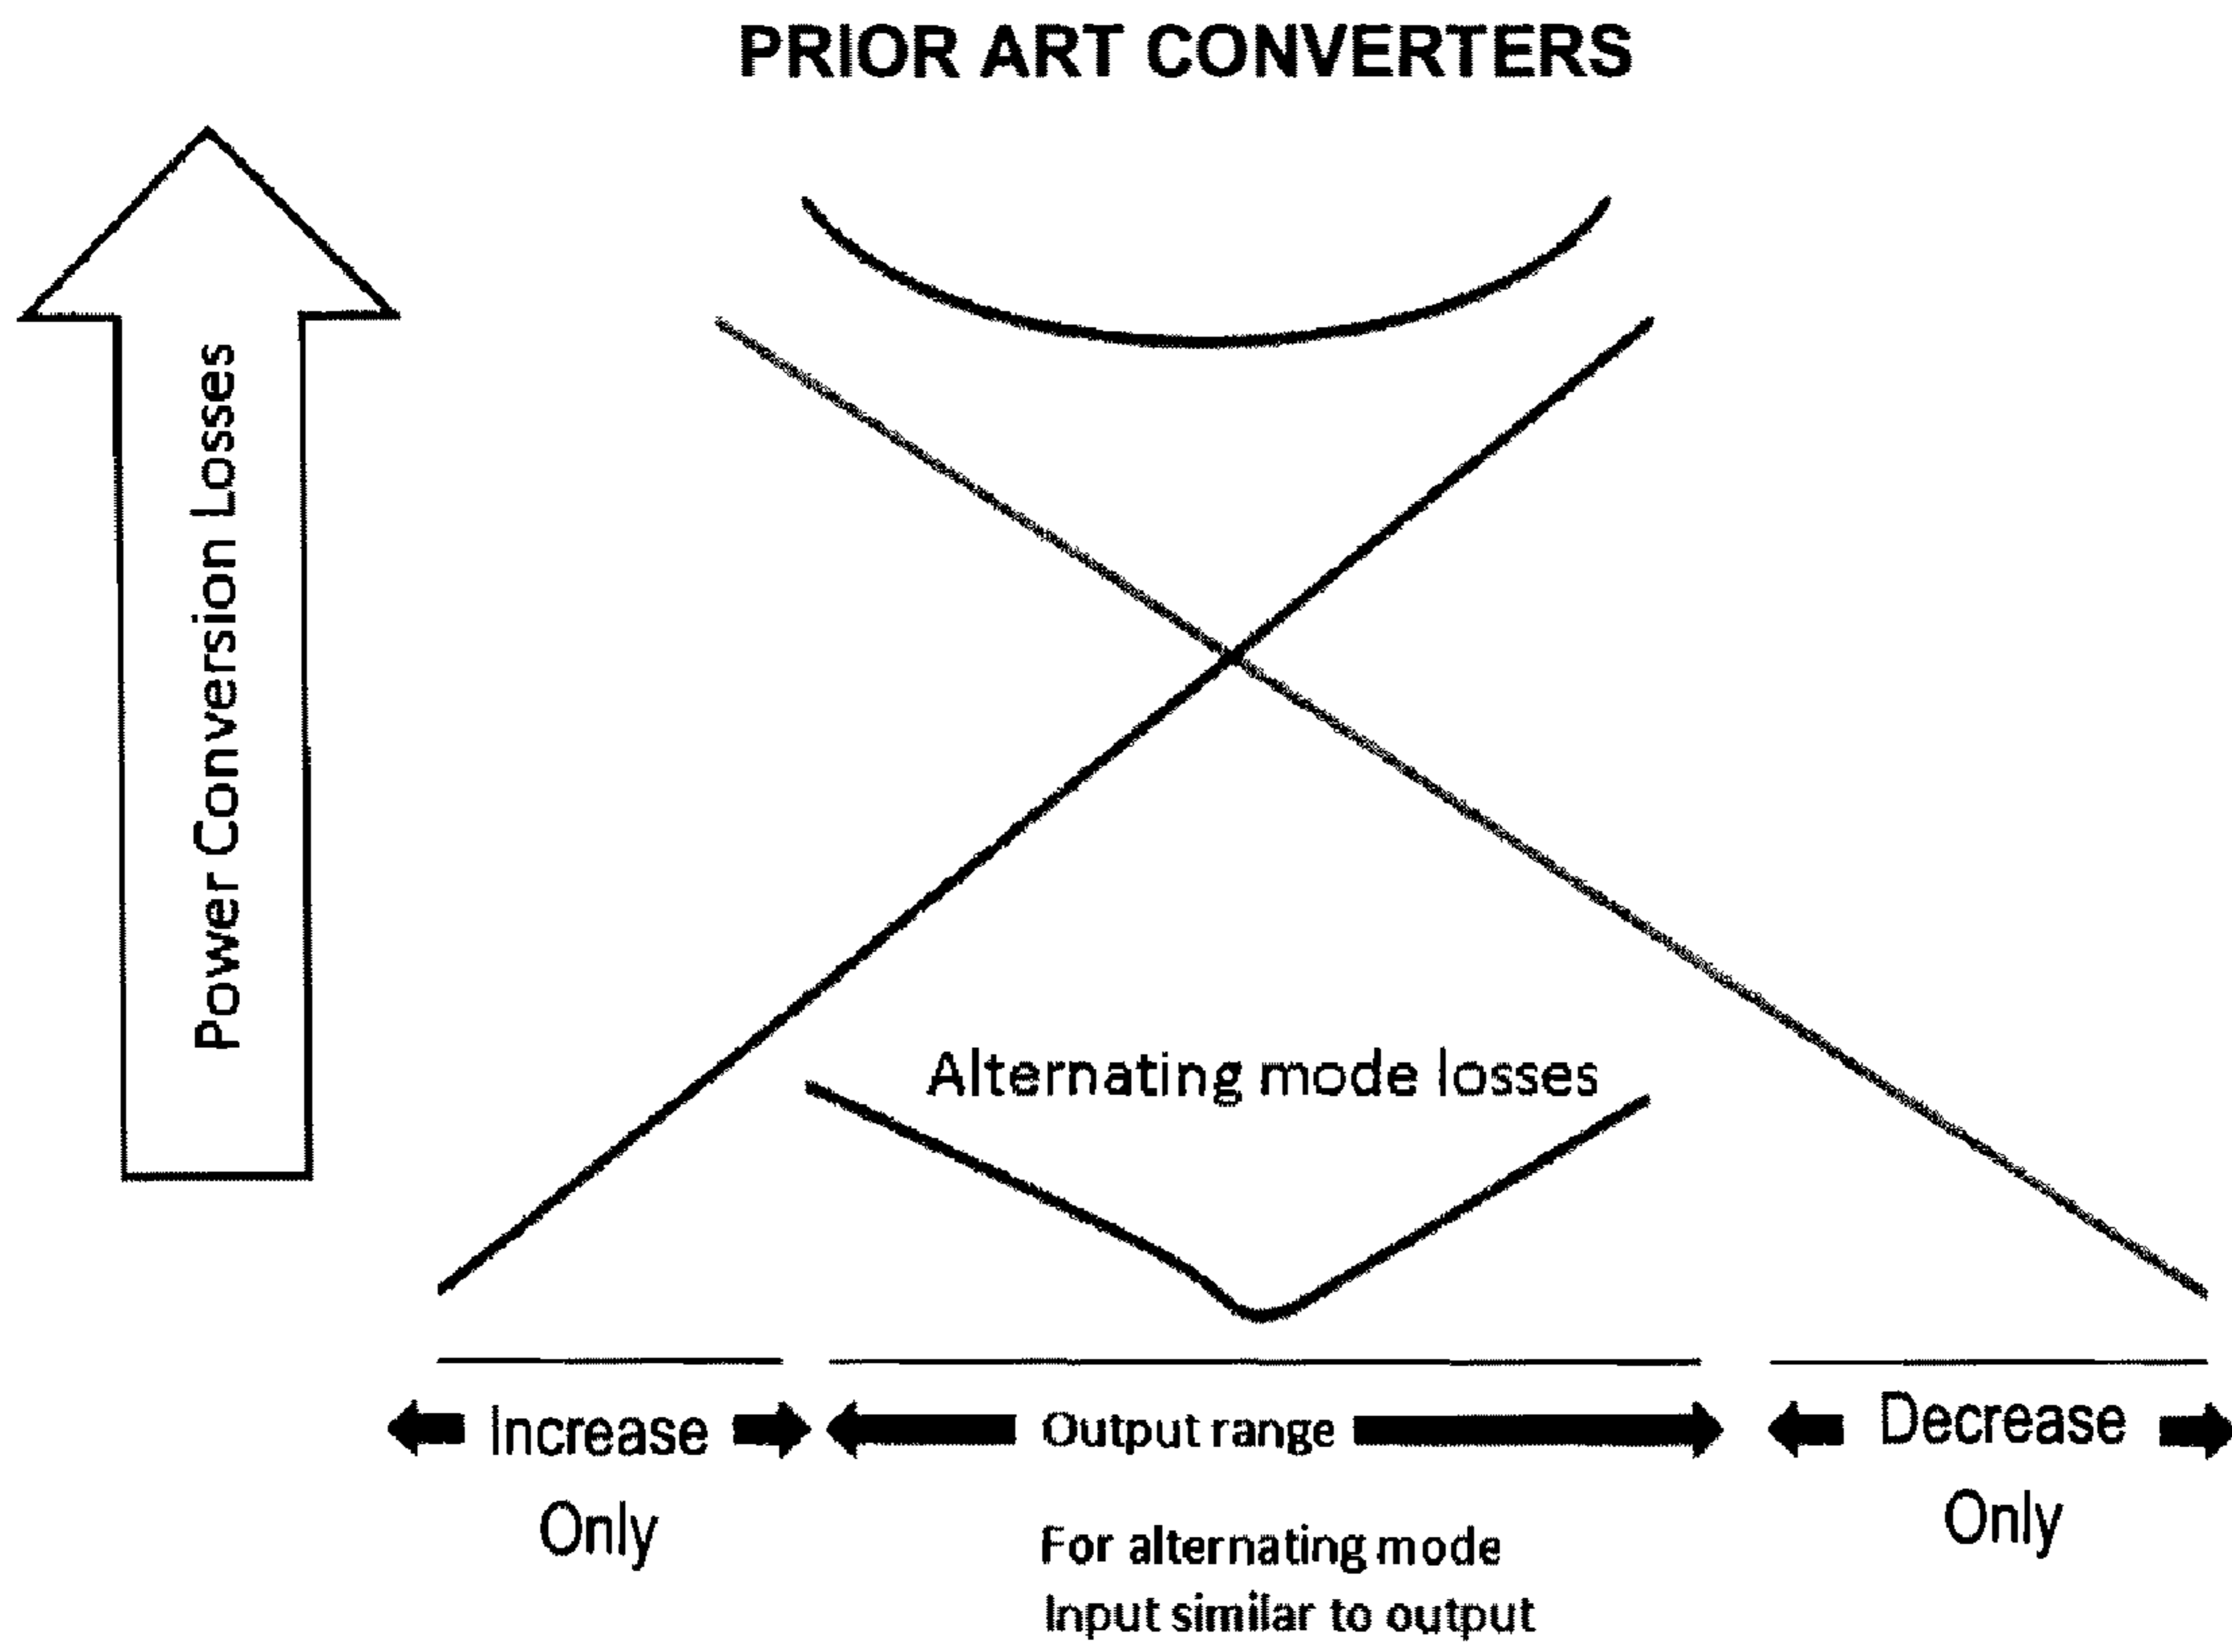 PRIOR ART CONVERTERS
Power Conversion Losses
Alternating mode losses
Increase
Only
Output range
For alternating mode
Input similar to output
Decrease
Only